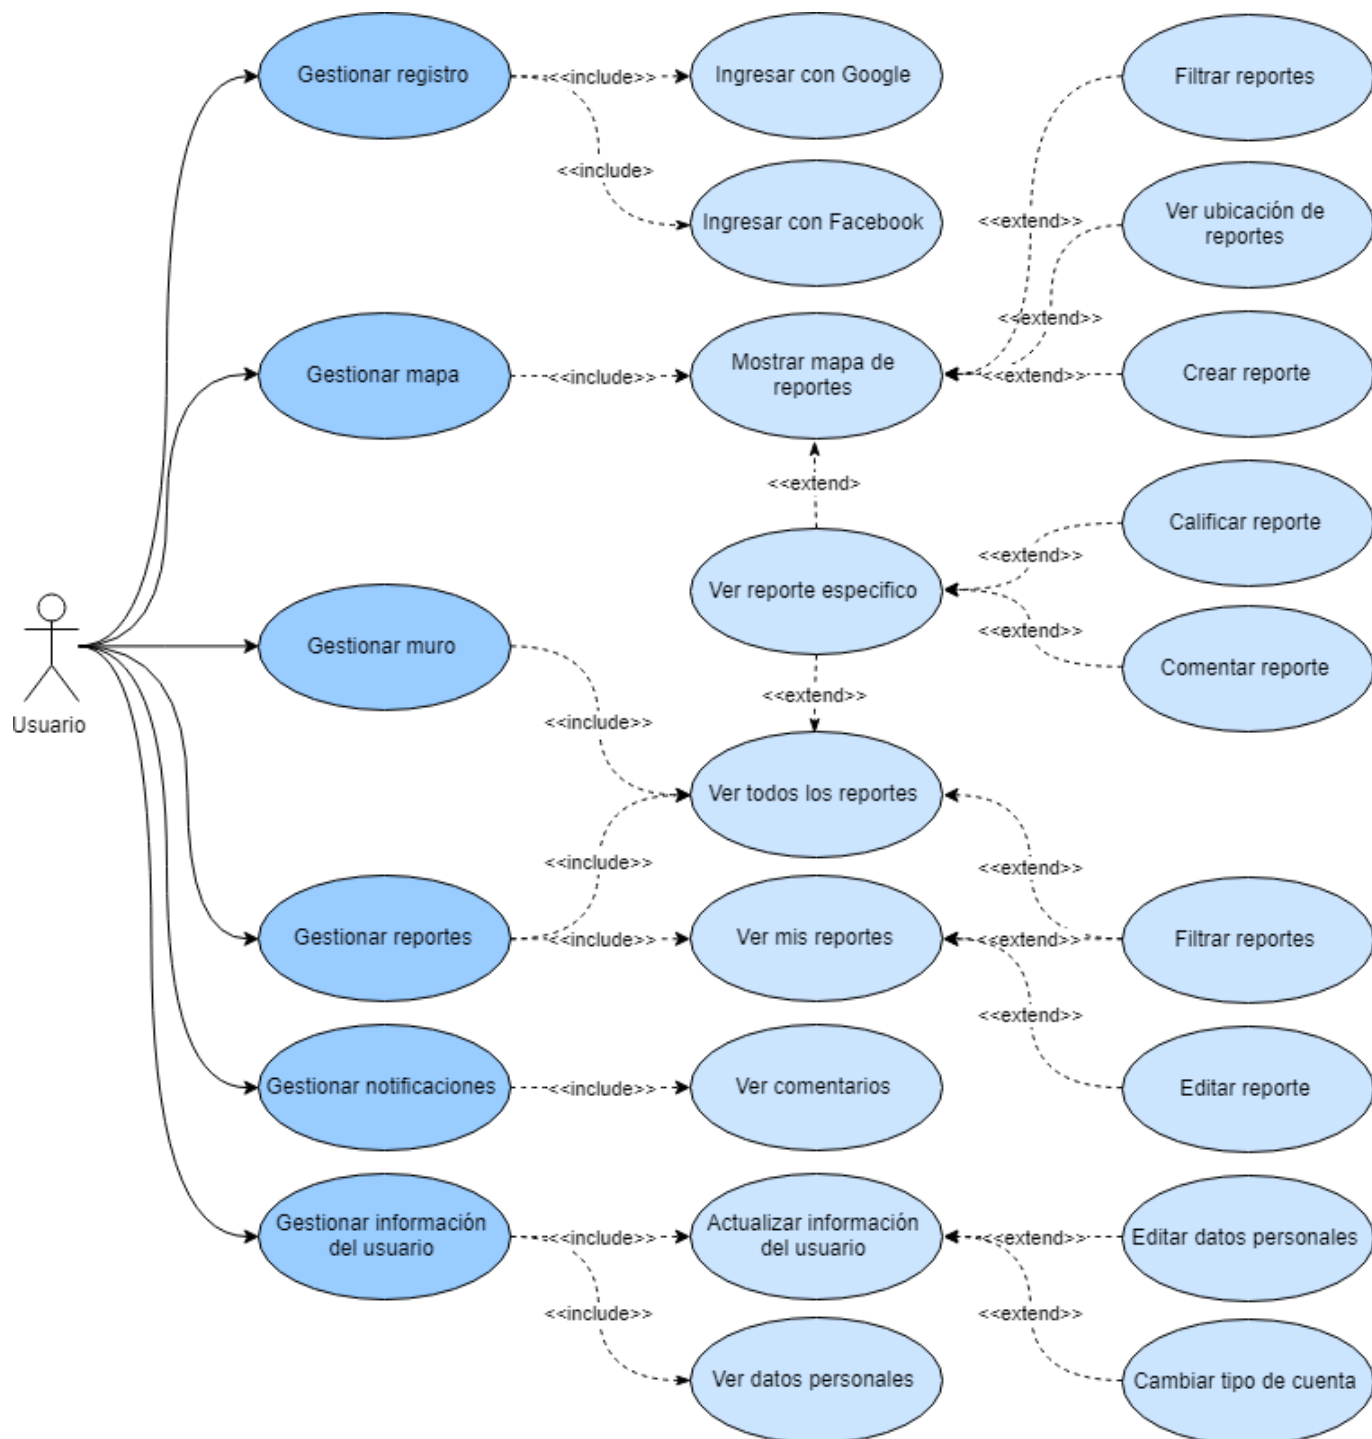 Gestionar registro
<<include>>
Ingresar con Google
Filtrar reportes
<<include>
Ingresar con Facebook
<<extend>>
Ver ubicación de
reportes
<<extend>>
Gestionar mapa
<<include>>
Mostrar mapa de
reportes
<<extend>>
Crear reporte
<<extend>
Calificar reporte
<<extend>>
Ver reporte especifico
<<extend>>
Comentar reporte
Gestionar muro
Usuario
<<extend>>
<<include>>
Ver todos los reportes
<<include>>
<<extend>>
Gestionar reportes
<<include>>
Ver mis reportes
<<extend>>
Filtrar reportes
<<extend>>
Gestionar notificaciones
<<include>>
Ver comentarios
Editar reporte
Gestionar información
del usuario
<<include>>
Actualizar información
del usuario
<<extend>>
Editar datos personales
<<include>>
<<extend>>
Ver datos personales
Cambiar tipo de cuenta